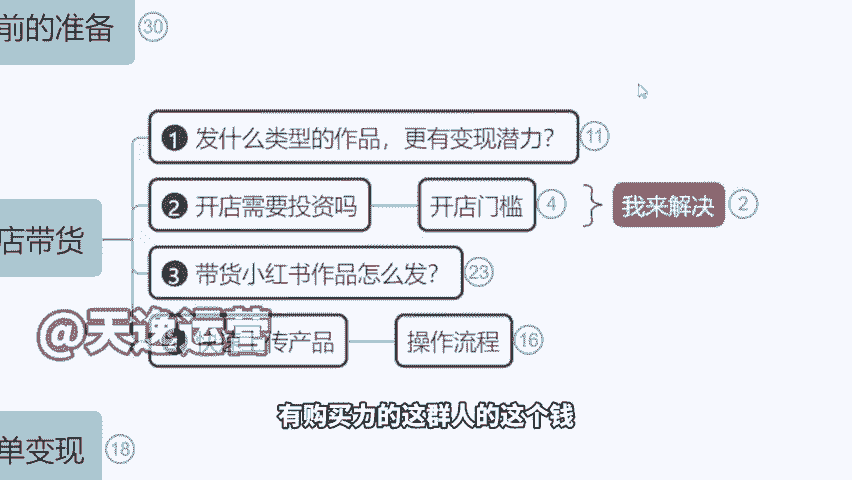 前的准备 30
❶ 发什么类型的作品，更有变现潜力？ 11
❷ 开店需要投资吗 开店门槛 4 我来解决 2
店带货
❸ 带货小红书作品怎么发？ 23
@天逸运营
传产品 操作流程 16
有购买力的这群人的这个钱
单变现 18